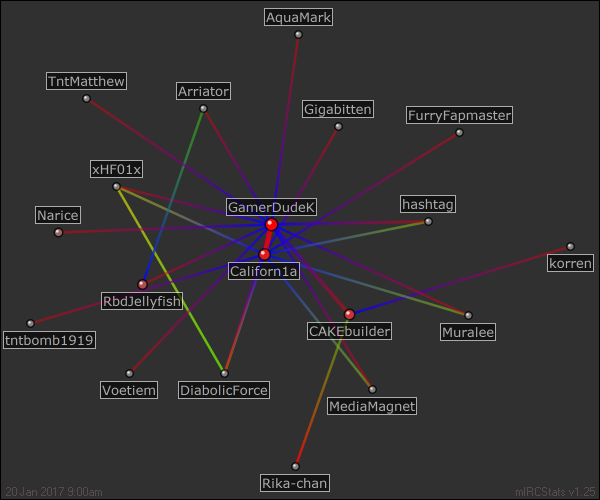 AquaMark
TntMatthew
Arriator
Gigabitten
FurryFapmaster
xHF01x
GamerDudeK
hashtag
Narice
Californ1a
korren
RbdJellyfish
CAKEbuilder
Muralee
tntbomb1919
Voetiem
DiabolicForce
MediaMagnet
Rika-chan
20 Jan 2017 9:00am
mIRCStats v1.25